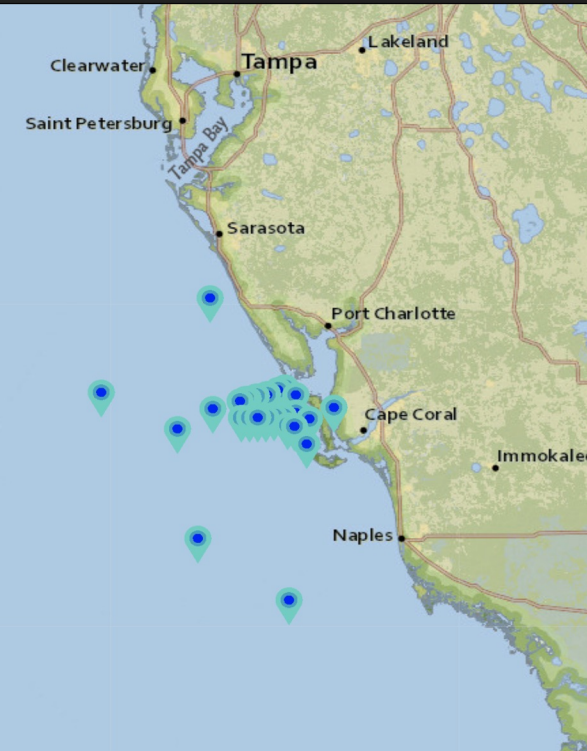 Lakeland
Tampa
Clearwater
Saint Petersburg
Tampa Bay
Sarasota
Port Charlotte
Cape Coral
Immokalee
Naples